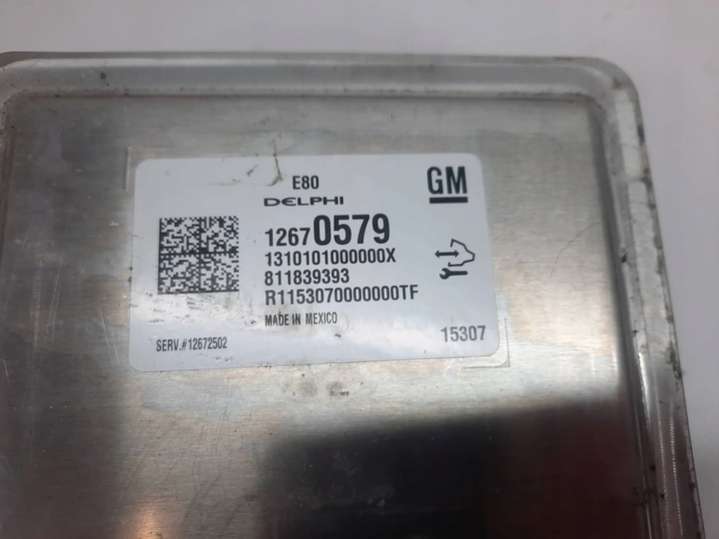 E80
GM
DELPHI
12670579
1310101000000X
811839393
R1153070000000TF
MADE IN MEXICO
SERV.#12672502
15307